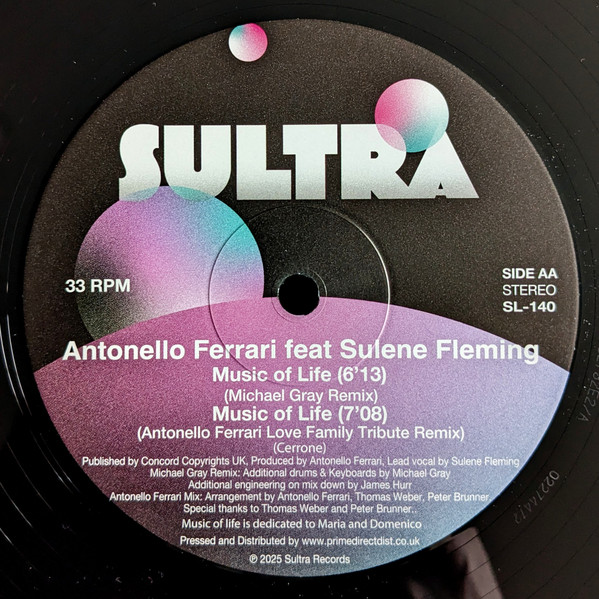 SULTRA
33 RPM
SIDE AA
STEREO
SL-140
Antonello Ferrari feat Sulene Fleming
Music of Life (6'13)
(Michael Gray Remix)
Music of Life (7'08)
(Antonello Ferrari Love Family Tribute Remix)
(Cerrone)
Published by Concord Copyrights UK, Produced by Antonello Ferrari, Lead vocal by Sulene Fleming
Michael Gray Remix: Additional drums & Keyboards by Michael Gray
Additional engineering on mix down by James Hurr
Antonello Ferrari Mix: Arrangement by Antonello Ferrari, Thomas Weber, Peter Brunner
Special thanks to Thomas Weber and Peter Brunner..
Music of life is dedicated to Maria and Domenico
Pressed and Distributed by www.primedirectdist.co.uk
℗ 2025 Sultra Records